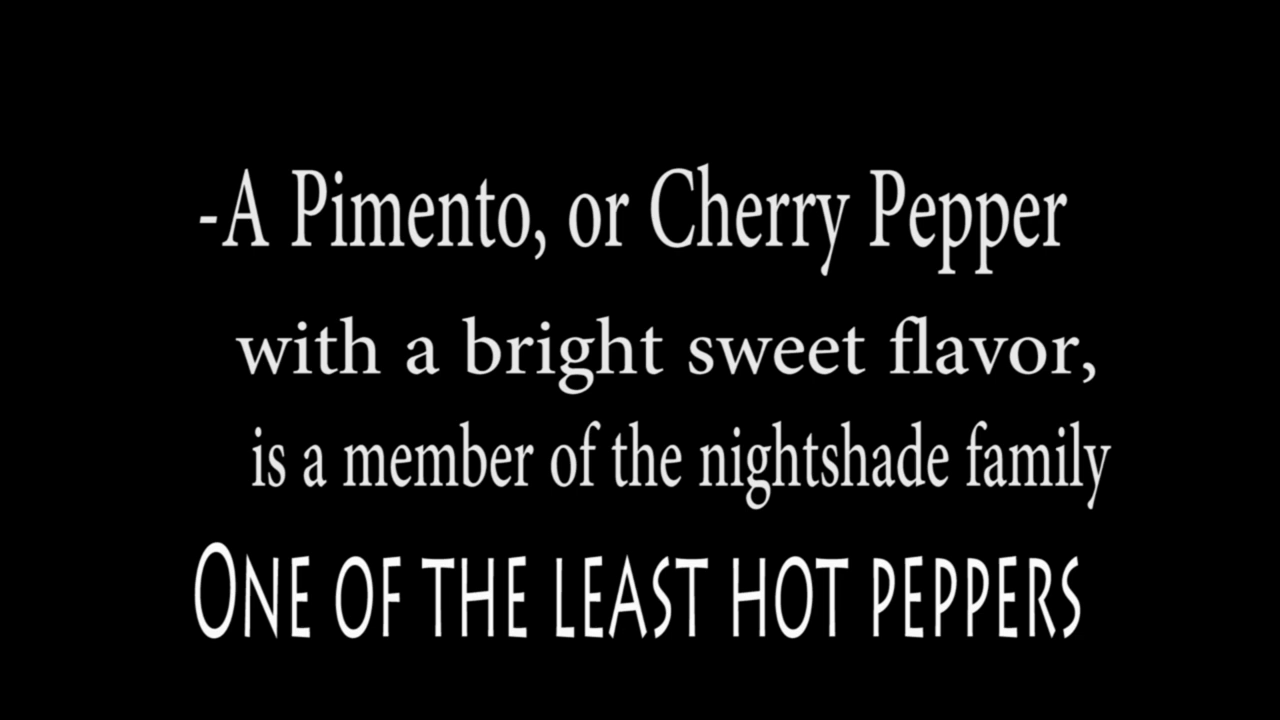 -A Pimento, or Cherry Pepper
with a bright sweet flavor,
is a member of the nightshade family
ONE OF THE LEAST HOT PEPPERS